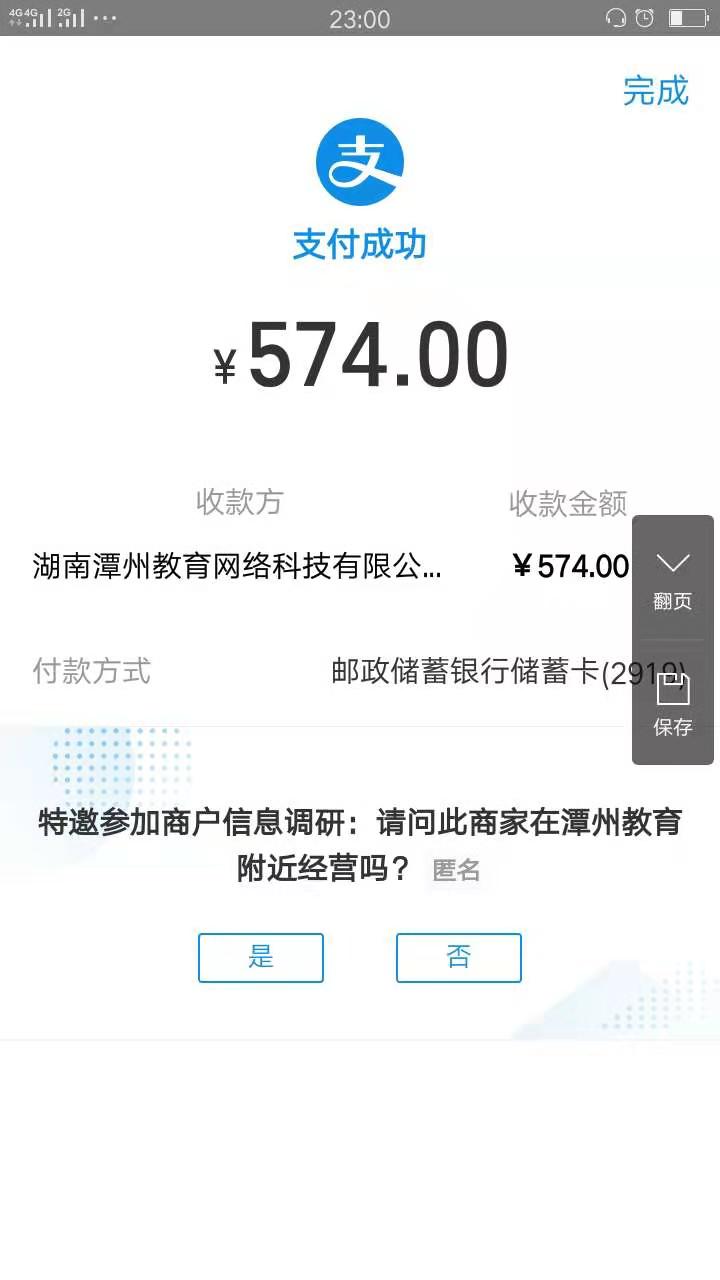 4G 4G 2G ··· 23:00
完成
支付成功
¥574.00
收款方 收款金额
湖南潭州教育网络科技有限公... ¥574.00
翻页
付款方式 邮政储蓄银行储蓄卡(2919)
保存
特邀参加商户信息调研：请问此商家在潭州教育
附近经营吗？ 匿名
是 否